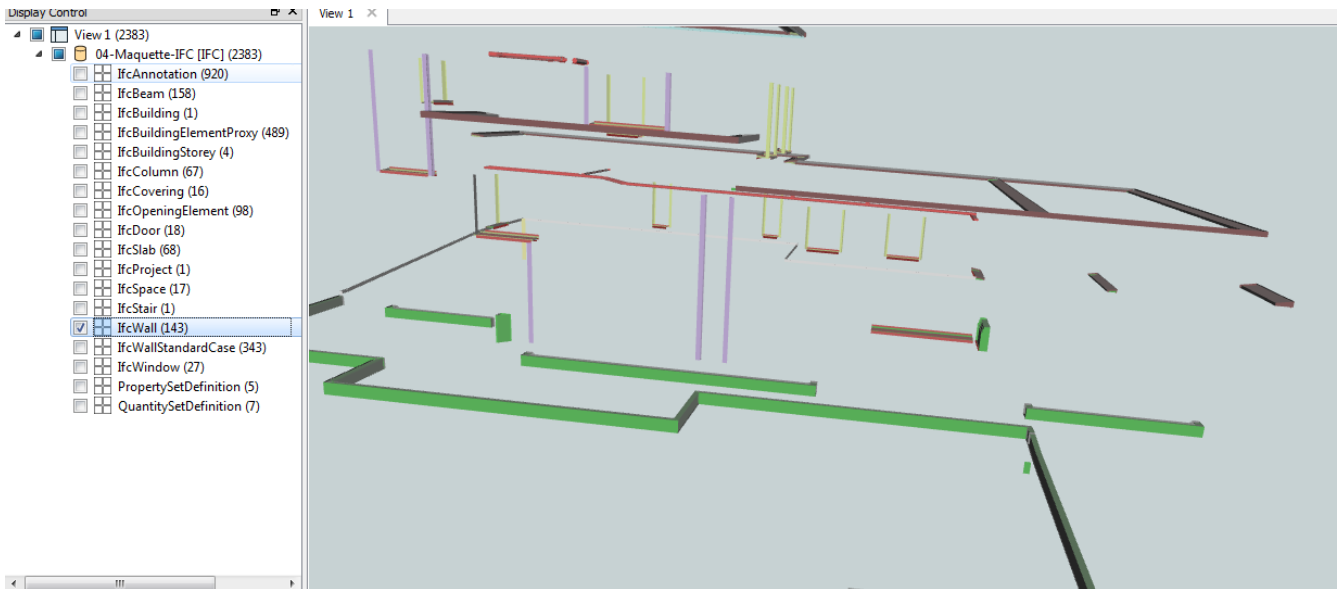 Display Control
View 1
View 1 (2383)
04-Maquette-IFC [IFC] (2383)
IfcAnnotation (920)
IfcBeam (158)
IfcBuilding (1)
IfcBuildingElementProxy (489)
IfcBuildingStorey (4)
IfcColumn (67)
IfcCovering (16)
IfcOpeningElement (98)
IfcDoor (18)
IfcSlab (68)
IfcProject (1)
IfcSpace (17)
IfcStair (1)
IfcWall (143)
IfcWallStandardCase (343)
IfcWindow (27)
PropertySetDefinition (5)
QuantitySetDefinition (7)